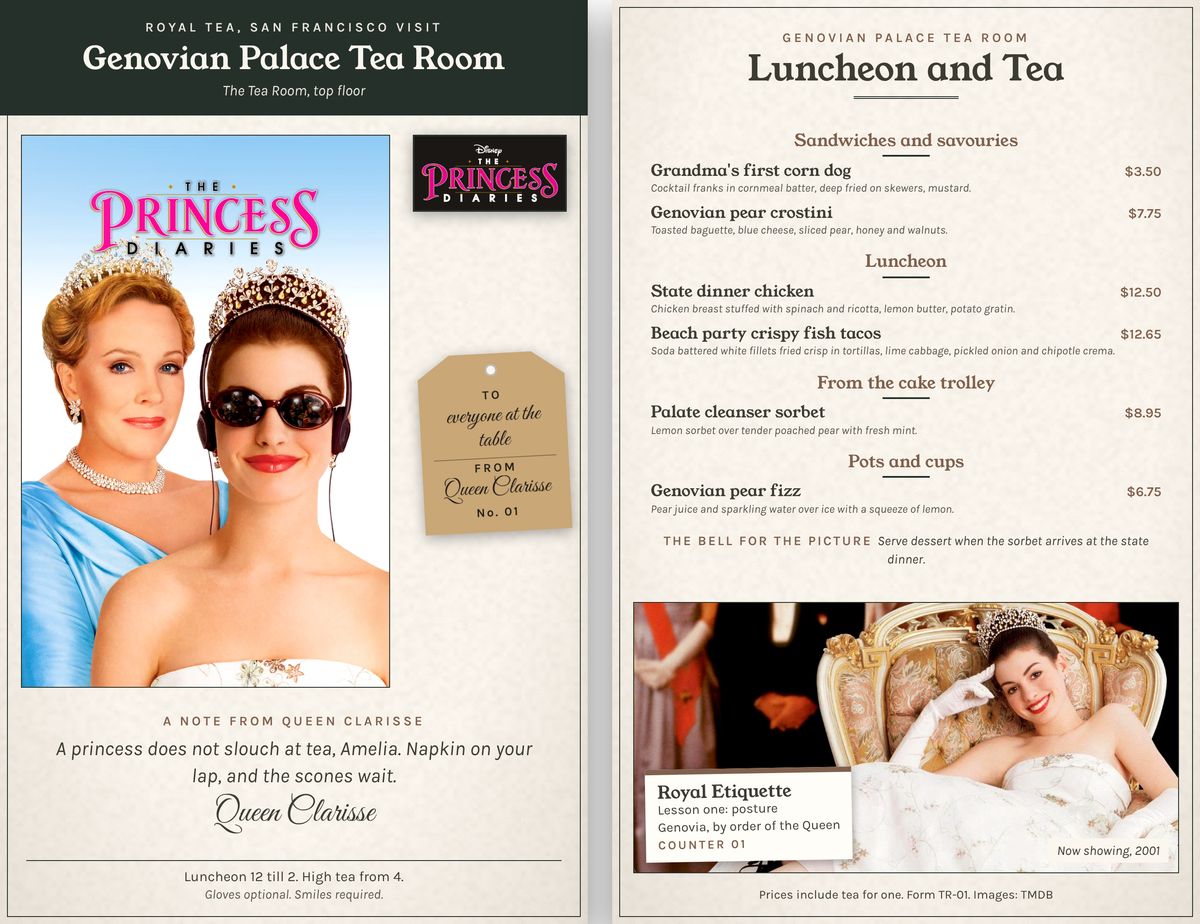 ROYAL TEA, SAN FRANCISCO VISIT
Genovian Palace Tea Room
The Tea Room, top floor
THE
PRINCESS
DIARIES
Disney
THE
PRINCESS
DIARIES
TO
everyone at the
table
FROM
Queen Clarisse
No. 01
A NOTE FROM QUEEN CLARISSE
A princess does not slouch at tea, Amelia. Napkin on your
lap, and the scones wait.
Queen Clarisse
Luncheon 12 till 2. High tea from 4.
Gloves optional. Smiles required.
GENOVIAN PALACE TEA ROOM
Luncheon and Tea
Sandwiches and savouries
Grandma's first corn dog $3.50
Cocktail franks in cornmeal batter, deep fried on skewers, mustard.
Genovian pear crostini $7.75
Toasted baguette, blue cheese, sliced pear, honey and walnuts.
Luncheon
State dinner chicken $12.50
Chicken breast stuffed with spinach and ricotta, lemon butter, potato gratin.
Beach party crispy fish tacos $12.65
Soda battered white fillets fried crisp in tortillas, lime cabbage, pickled onion and chipotle crema.
From the cake trolley
Palate cleanser sorbet $8.95
Lemon sorbet over tender poached pear with fresh mint.
Pots and cups
Genovian pear fizz $6.75
Pear juice and sparkling water over ice with a squeeze of lemon.
THE BELL FOR THE PICTURE Serve dessert when the sorbet arrives at the state
dinner.
Royal Etiquette
Lesson one: posture
Genovia, by order of the Queen
COUNTER 01
Now showing, 2001
Prices include tea for one. Form TR-01. Images: TMDB